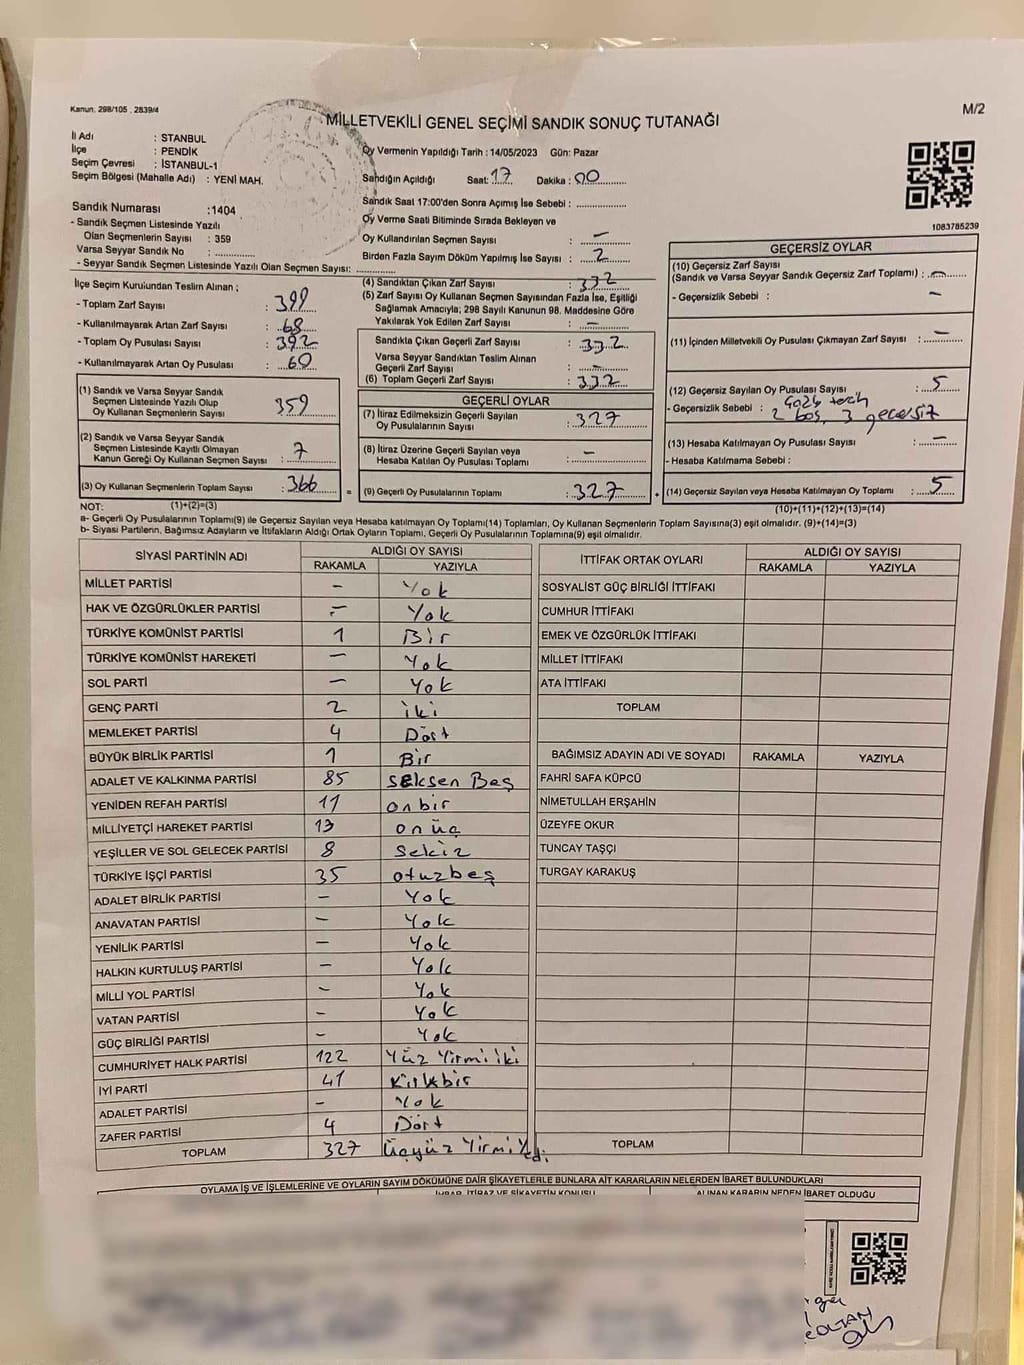 Kanun: 298/105 , 2839/4
M/2
MİLLETVEKİLİ GENEL SEÇİMİ SANDIK SONUÇ TUTANAĞI
İl Adı : STANBUL
İlçe : PENDİK
Seçim Çevresi : İSTANBUL-1
Seçim Bölgesi (Mahalle Adı) : YENİ MAH.
Sandık Numarası :1404
- Sandık Seçmen Listesinde Yazılı
Olan Seçmenlerin Sayısı : 359
Varsa Seyyar Sandık No :
- Seyyar Sandık Seçmen Listesinde Yazılı Olan Seçmen Sayısı:
Oy Vermenin Yapıldığı Tarih : 14/05/2023 Gün: Pazar
Sandığın Açıldığı Saat: 17 Dakika : 00
Sandık Saat 17:00'den Sonra Açımış İse Sebebi :
Oy Verme Saati Bitiminde Sırada Bekleyen ve
Oy Kullandırılan Seçmen Sayısı : –
Birden Fazla Sayım Döküm Yapılmış İse Sayısı : 2
1083785239
İlçe Seçim Kurulundan Teslim Alınan ;
- Toplam Zarf Sayısı : 399
- Kullanılmayarak Artan Zarf Sayısı : 68
- Toplam Oy Pusulası Sayısı : 392
- Kullanılmayarak Artan Oy Pusulası : 60
(1) Sandık ve Varsa Seyyar Sandık
Seçmen Listesinde Yazılı Olup
Oy Kullanan Seçmenlerin Sayısı 359
(2) Sandık ve Varsa Seyyar Sandık
Seçmen Listesinde Kayıtlı Olmayan
Kanun Gereği Oy Kullanan Seçmen Sayısı : 7
(3) Oy Kullanan Seçmenlerin Toplam Sayısı : 366
(4) Sandıktan Çıkan Zarf Sayısı : 332
(5) Zarf Sayısı Oy Kullanan Seçmen Sayısından Fazla İse, Eşitliği
Sağlamak Amacıyla; 298 Sayılı Kanunun 98. Maddesine Göre
Yakılarak Yok Edilen Zarf Sayısı : –
Sandıkta Çıkan Geçerli Zarf Sayısı : 332
Varsa Seyyar Sandıktan Teslim Alınan
Geçerli Zarf Sayısı : –
(6) Toplam Geçerli Zarf Sayısı : 332
GEÇERLİ OYLAR
(7) İtiraz Edilmeksizin Geçerli Sayılan
Oy Pusulalarının Sayısı : 327
(8) İtiraz Üzerine Geçerli Sayılan veya
Hesaba Katılan Oy Pusulası Toplamı : –
= (9) Geçerli Oy Pusulalarının Toplamı : 327
GEÇERSİZ OYLAR
(10) Geçersiz Zarf Sayısı
(Sandık ve Varsa Seyyar Sandık Geçersiz Zarf Toplamı) : –
- Geçersizlik Sebebi : –
(11) İçinden Milletvekili Oy Pusulası Çıkmayan Zarf Sayısı : –
(12) Geçersiz Sayılan Oy Pusulası Sayısı : 5
- Geçersizlik Sebebi : 2 boş, 3 geçersiz
(13) Hesaba Katılmayan Oy Pusulası Sayısı : –
- Hesaba Katılmama Sebebi :
(14) Geçersiz Sayılan veya Hesaba Katılmayan Oy Toplamı : 5
NOT: (1)+(2)=(3)
(10)+(11)+(12)+(13)=(14)
a- Geçerli Oy Pusulalarının Toplamı(9) ile Geçersiz Sayılan veya Hesaba katılmayan Oy Toplamı(14) Toplamları, Oy Kullanan Seçmenlerin Toplam Sayısına(3) eşit olmalıdır. (9)+(14)=(3)
b- Siyasi Partilerin, Bağımsız Adayların ve İttifakların Aldığı Ortak Oyların Toplamı, Geçerli Oy Pusulalarının Toplamına(9) eşit olmalıdır.
SİYASİ PARTİNİN ADI ALDIĞI OY SAYISI
RAKAMLA YAZIYLA
MİLLET PARTİSİ – Yok
HAK VE ÖZGÜRLÜKLER PARTİSİ – Yok
TÜRKİYE KOMÜNİST PARTİSİ 1 Bir
TÜRKİYE KOMÜNİST HAREKETİ – Yok
SOL PARTİ – Yok
GENÇ PARTİ 2 iki
MEMLEKET PARTİSİ 4 Dört
BÜYÜK BİRLİK PARTİSİ 1 Bir
ADALET VE KALKINMA PARTİSİ 85 seksen Beş
YENİDEN REFAH PARTİSİ 11 onbir
MİLLİYETÇİ HAREKET PARTİSİ 13 onüç
YEŞİLLER VE SOL GELECEK PARTİSİ 8 sekiz
TÜRKİYE İŞÇİ PARTİSİ 35 otuzbeş
ADALET BİRLİK PARTİSİ – Yok
ANAVATAN PARTİSİ – Yok
YENİLİK PARTİSİ – Yok
HALKIN KURTULUŞ PARTİSİ – Yok
MİLLİ YOL PARTİSİ – Yok
VATAN PARTİSİ – Yok
GÜÇ BİRLİĞİ PARTİSİ – Yok
CUMHURİYET HALK PARTİSİ 122 Yüz Yirmi iki
İYİ PARTİ 41 Kırkbir
ADALET PARTİSİ – Yok
ZAFER PARTİSİ 4 Dört
TOPLAM 327 Üçyüz Yirmi Yedi
İTTİFAK ORTAK OYLARI ALDIĞI OY SAYISI
RAKAMLA YAZIYLA
SOSYALİST GÜÇ BİRLİĞİ İTTİFAKI
CUMHUR İTTİFAKI
EMEK VE ÖZGÜRLÜK İTTİFAKI
MİLLET İTTİFAKI
ATA İTTİFAKI
TOPLAM
BAĞIMSIZ ADAYIN ADI VE SOYADI RAKAMLA YAZIYLA
FAHRİ SAFA KÜPCÜ
NİMETULLAH ERŞAHİN
ÜZEYFE OKUR
TUNCAY TAŞÇI
TURGAY KARAKUŞ
TOPLAM
OYLAMA İŞ VE İŞLEMLERİNE VE OYLARIN SAYIM DÖKÜMÜNE DAİR ŞİKAYETLERLE BUNLARA AİT KARARLARIN NELERDEN İBARET BULUNDUKLARI
İHBAR, İTİRAZ VE ŞİKAYETİN KONUSU ALINAN KARARIN NEDEN İBARET OLDUĞU